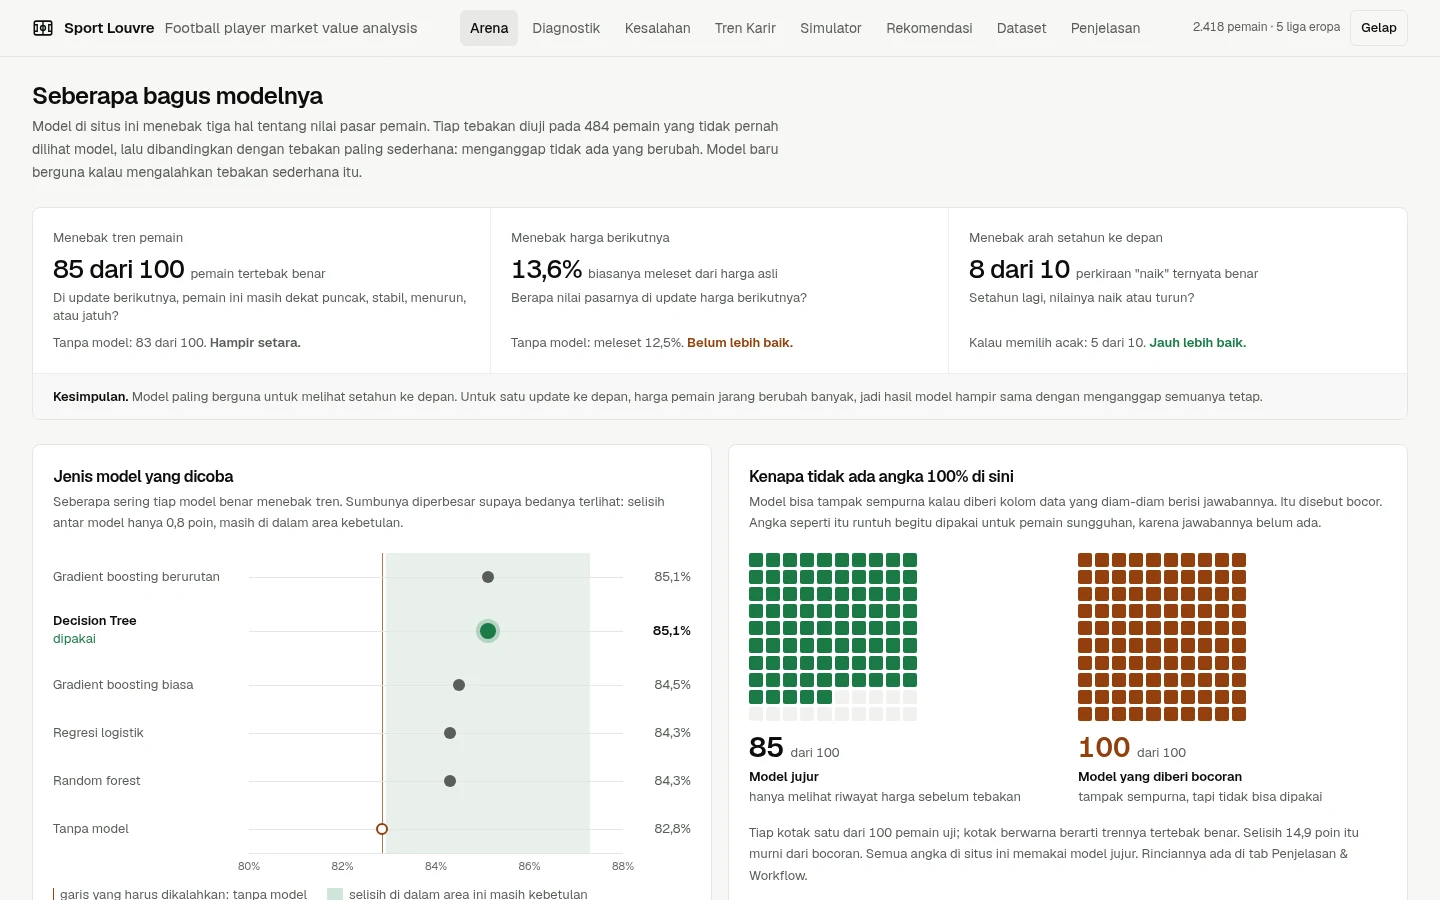 Sport Louvre Football player market value analysis Arena Diagnostik Kesalahan Tren Karir Simulator Rekomendasi Dataset Penjelasan 2.418 pemain · 5 liga eropa Gelap
Seberapa bagus modelnya
Model di situs ini menebak tiga hal tentang nilai pasar pemain. Tiap tebakan diuji pada 484 pemain yang tidak pernah
dilihat model, lalu dibandingkan dengan tebakan paling sederhana: menganggap tidak ada yang berubah. Model baru
berguna kalau mengalahkan tebakan sederhana itu.
Menebak tren pemain
85 dari 100 pemain tertebak benar
Di update berikutnya, pemain ini masih dekat puncak, stabil, menurun,
atau jatuh?
Tanpa model: 83 dari 100. Hampir setara.
Menebak harga berikutnya
13,6% biasanya meleset dari harga asli
Berapa nilai pasarnya di update harga berikutnya?
Tanpa model: meleset 12,5%. Belum lebih baik.
Menebak arah setahun ke depan
8 dari 10 perkiraan "naik" ternyata benar
Setahun lagi, nilainya naik atau turun?
Kalau memilih acak: 5 dari 10. Jauh lebih baik.
Kesimpulan. Model paling berguna untuk melihat setahun ke depan. Untuk satu update ke depan, harga pemain jarang berubah banyak, jadi hasil model hampir sama dengan menganggap semuanya tetap.
Jenis model yang dicoba
Seberapa sering tiap model benar menebak tren. Sumbunya diperbesar supaya bedanya terlihat: selisih
antar model hanya 0,8 poin, masih di dalam area kebetulan.
Gradient boosting berurutan 85,1%
Decision Tree
dipakai
85,1%
Gradient boosting biasa 84,5%
Regresi logistik 84,3%
Random forest 84,3%
Tanpa model 82,8%
80% 82% 84% 86% 88%
garis yang harus dikalahkan: tanpa model selisih di dalam area ini masih kebetulan
Kenapa tidak ada angka 100% di sini
Model bisa tampak sempurna kalau diberi kolom data yang diam-diam berisi jawabannya. Itu disebut bocor.
Angka seperti itu runtuh begitu dipakai untuk pemain sungguhan, karena jawabannya belum ada.
85 dari 100
Model jujur
hanya melihat riwayat harga sebelum tebakan
100 dari 100
Model yang diberi bocoran
tampak sempurna, tapi tidak bisa dipakai
Tiap kotak satu dari 100 pemain uji; kotak berwarna berarti trennya tertebak benar. Selisih 14,9 poin itu
murni dari bocoran. Semua angka di situs ini memakai model jujur. Rinciannya ada di tab Penjelasan &
Workflow.